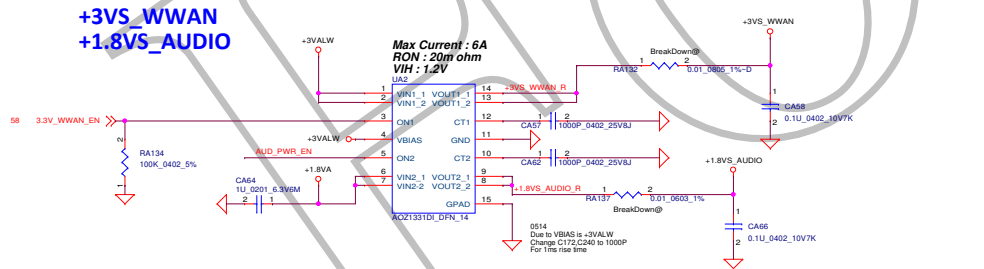 +3VS_WWAN
+1.8VS_AUDIO
+3VALW
Max Current : 6A
RON : 20m ohm
VIH : 1.2V
UA2
1 VIN1_1 VOUT1_1 14 +3VS_WWAN_R
2 VIN1_2 VOUT1_2 13
58 3.3V_WWAN_EN 3 ON1 CT1 12
+3VALW 4 VBIAS GND 11
AUD_PWR_EN 5 ON2 CT2 10
+1.8VA 6 VIN2_1 VOUT2_1 9
7 VIN2-2 VOUT2_2 8 +1.8VS_AUDIO_R
GPAD 15
AOZ1331DI_DFN_14
2
RA134
100K_0402_5%
1
CA64
1U_0201_6.3V6M
2 1
BreakDown@
1 2
RA132 0.01_0805_1%~D
+3VS_WWAN
1
CA58
0.1U_0402_10V7K
2
1 2
CA57 1000P_0402_25V8J
1 2
CA62 1000P_0402_25V8J
+1.8VS_AUDIO
1 2
RA137 0.01_0603_1%
BreakDown@
1
CA66
0.1U_0402_10V7K
2
0514
Due to VBIAS is +3VALW
Change C172,C240 to 1000P
For 1ms rise time